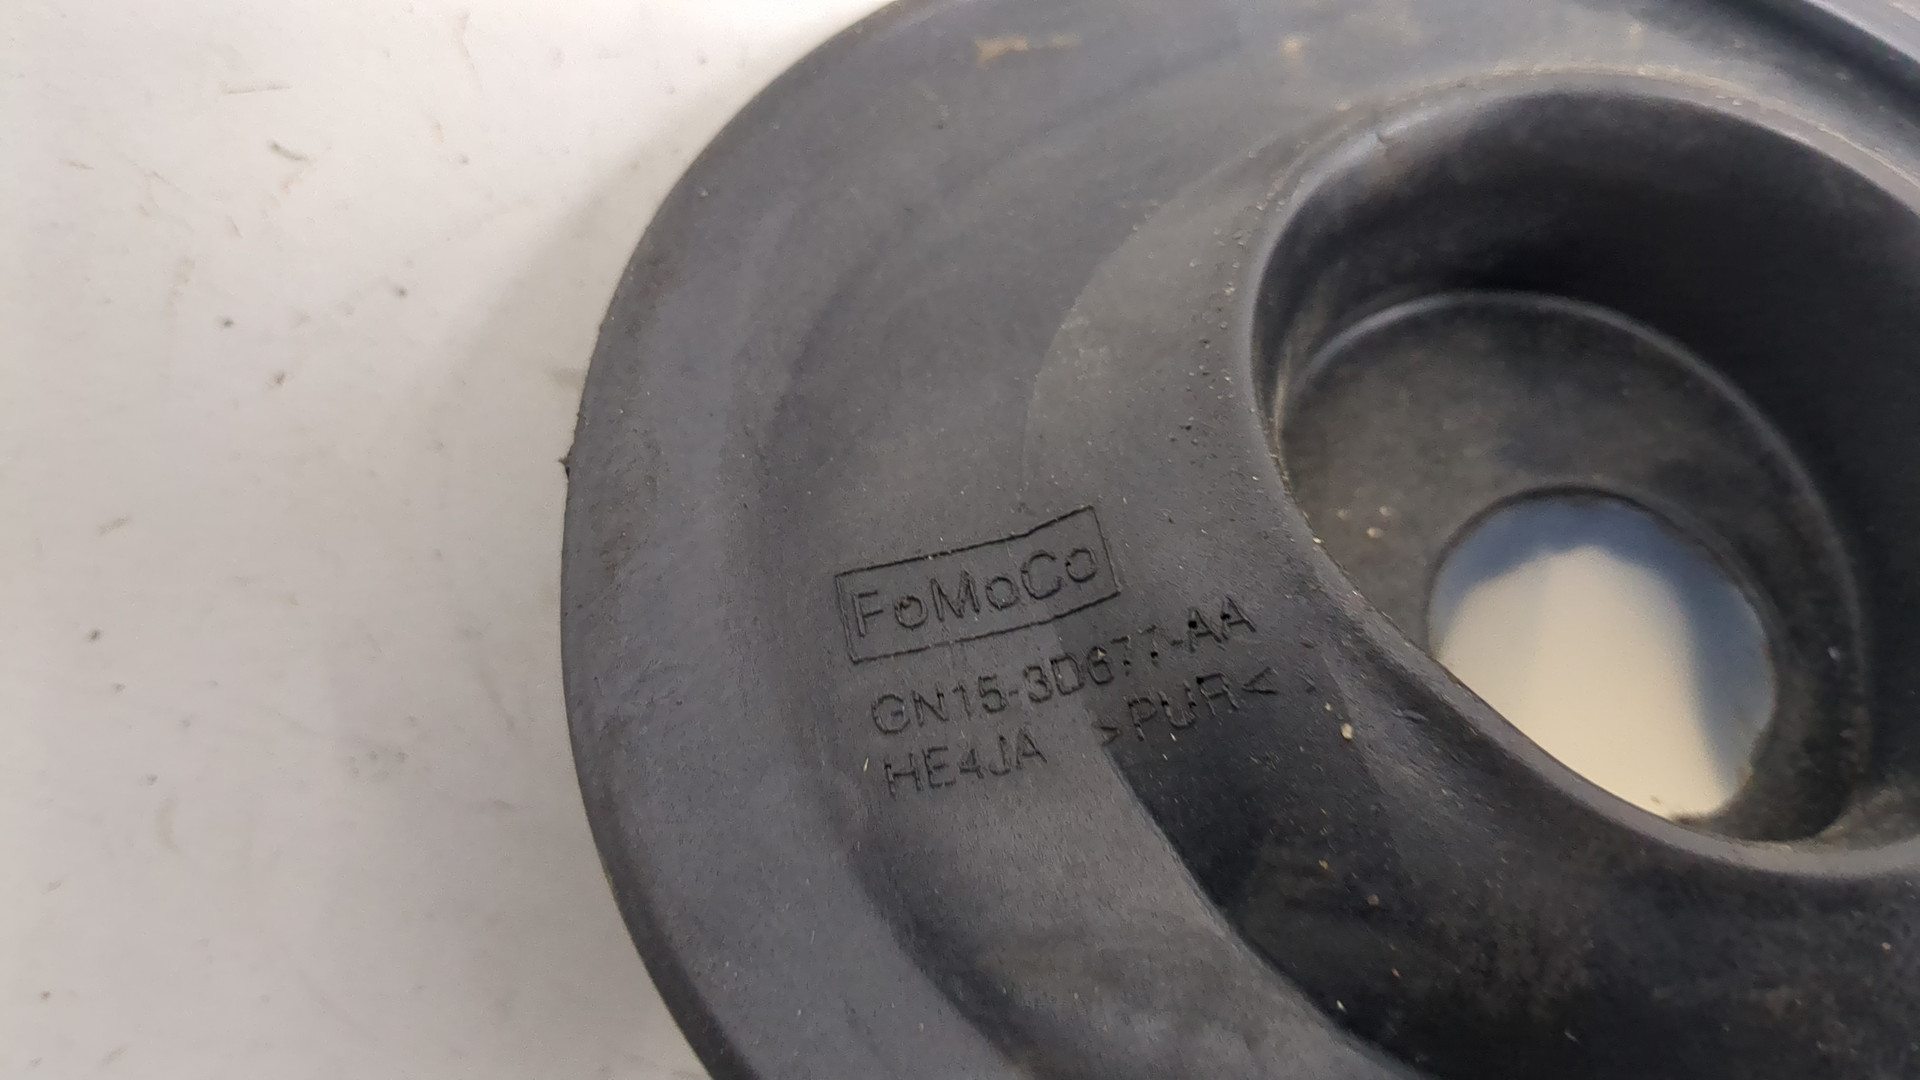 FoMoCo
GN15-3D677-AA
HE4JA >PUR<